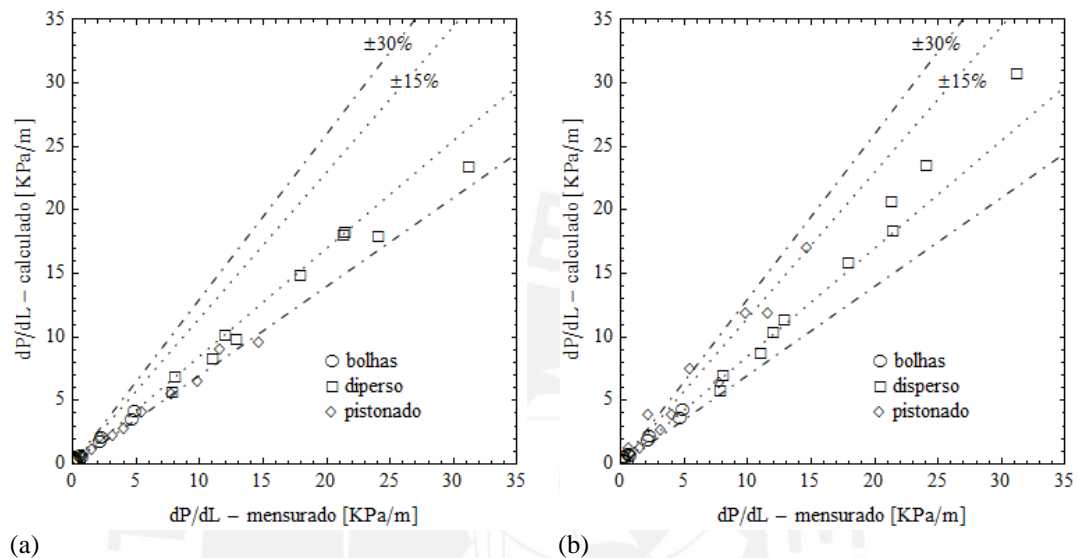 35
30
25
20
15
10
5
0
dP/dL – calculado [KPa/m]
±30%
±15%
bolhas
diperso
pistonado
0 5 10 15 20 25 30 35
dP/dL – mensurado [KPa/m]
(a)
35
30
25
20
15
10
5
0
dP/dL – calculado [KPa/m]
±30%
±15%
bolhas
disperso
pistonado
0 5 10 15 20 25 30 35
dP/dL – mensurado [KPa/m]
(b)